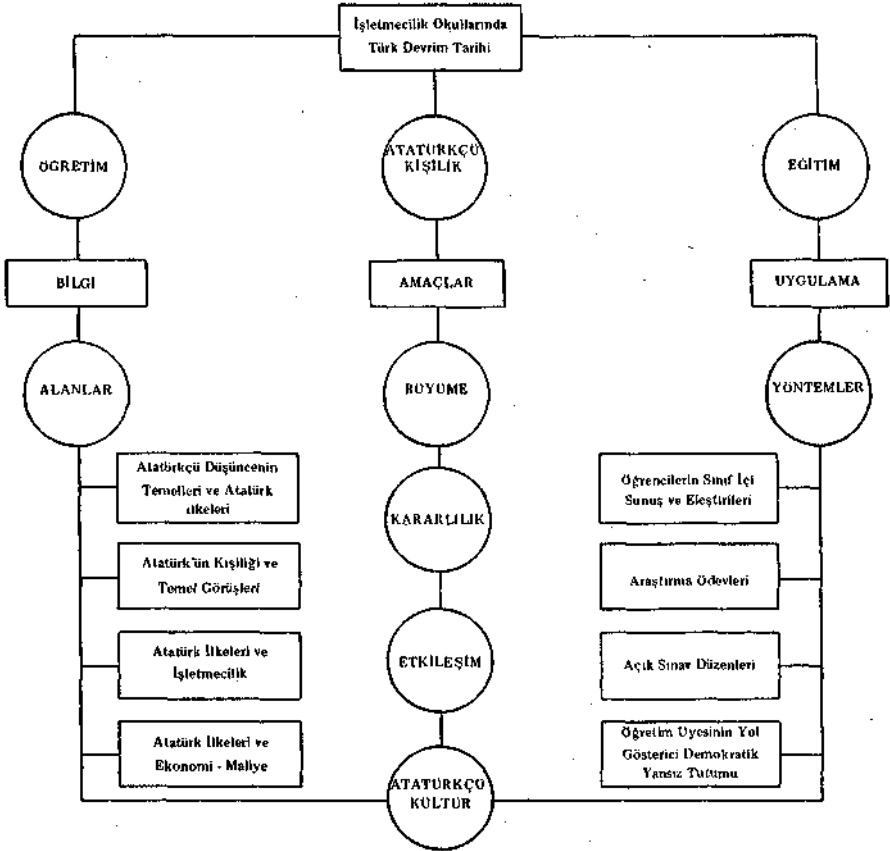 İşletmecilik Okullarında
Türk Devrim Tarihi
ÖĞRETİM
ATATÜRKÇÜ
KİŞİLİK
EĞİTİM
BİLGİ
AMAÇLAR
UYGULAMA
ALANLAR
BÜYÜME
YÖNTEMLER
Atatürkçü Düşüncenin
Temelleri ve Atatürk
ilkeleri
Atatürk'ün Kişiliği ve
Temel Görüşleri
Atatürk İlkeleri ve
İşletmecilik
Atatürk İlkeleri ve
Ekonomi - Maliye
KARARLILIK
ETKİLEŞİM
ATATÜRKÇÜ
KÜLTÜR
Öğrencilerin Sınıf İçi
Sunuş ve Eleştirileri
Araştırma Ödevleri
Açık Sınav Düzenleri
Öğretim Üyesinin Yol
Gösterici Demokratik
Yansız Tutumu